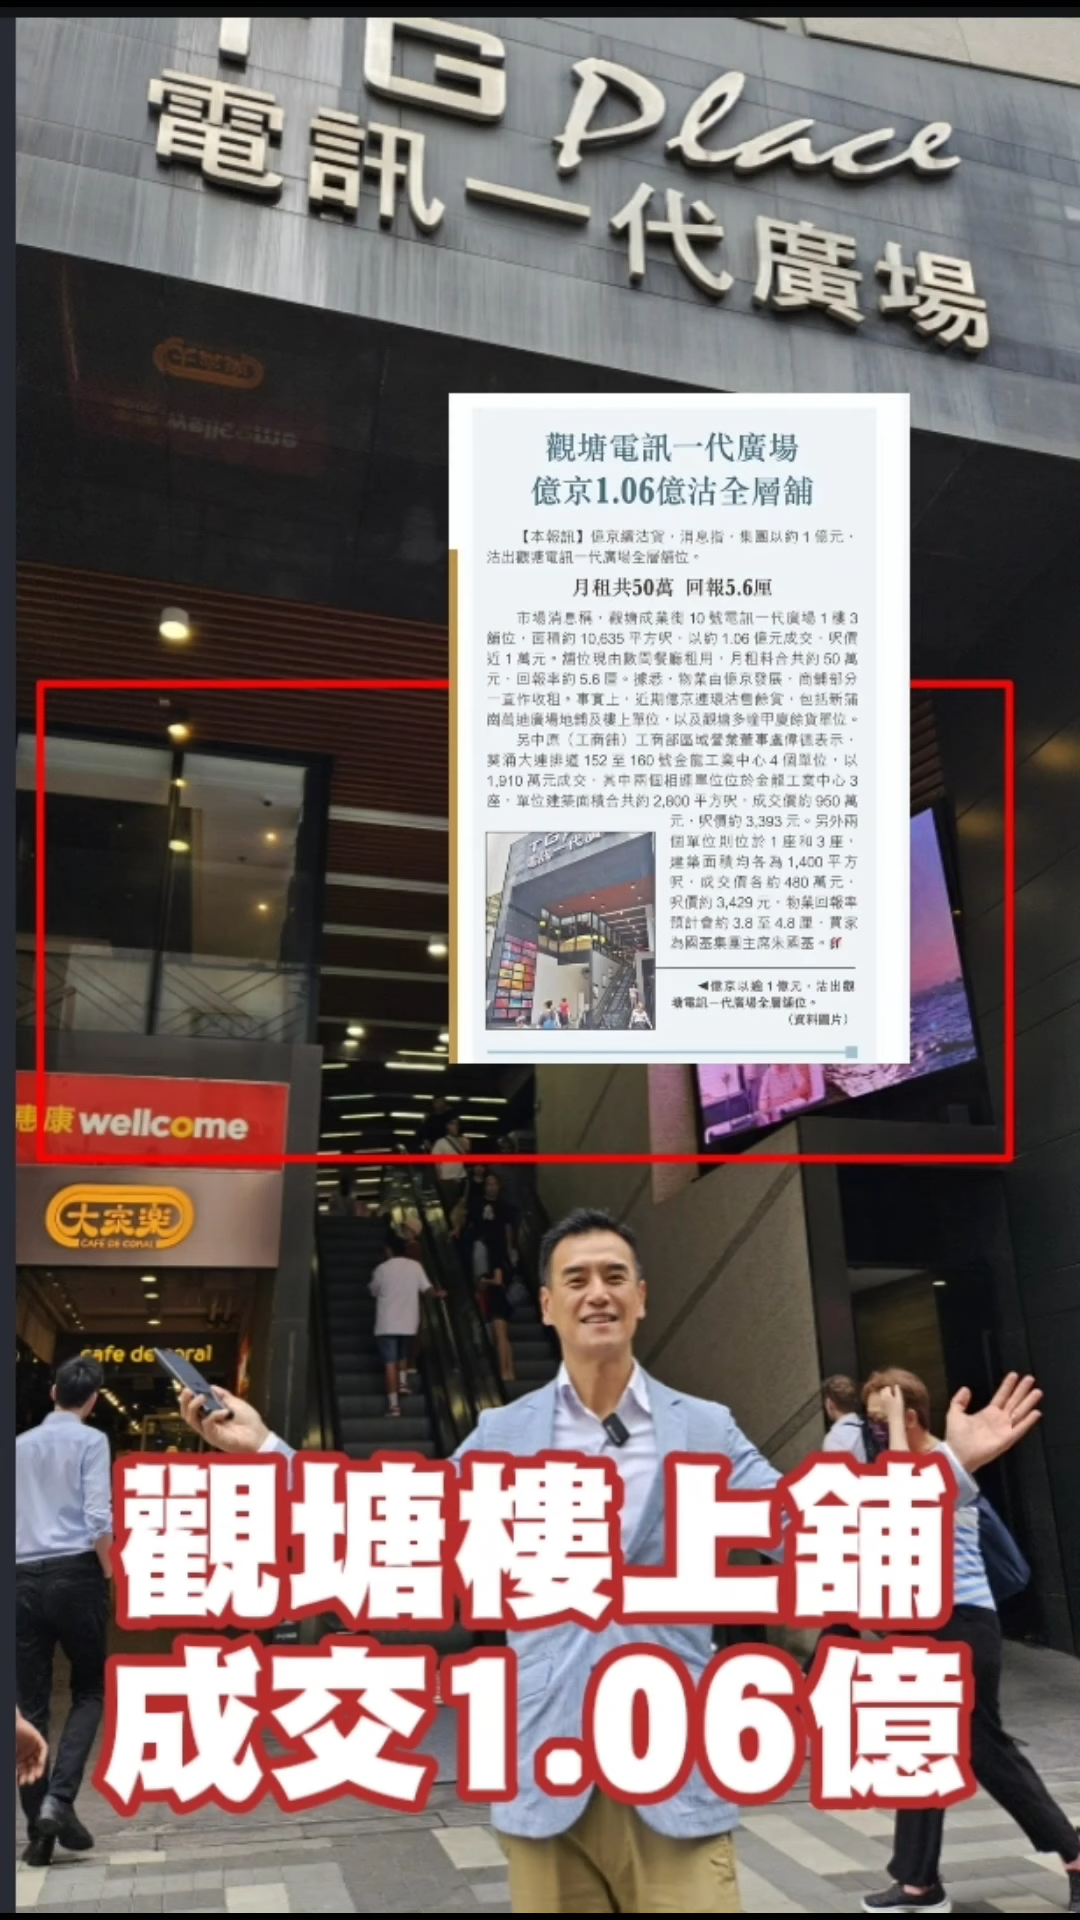 TG Place
電訊一代廣場
觀塘電訊一代廣場
億京1.06億沽全層舖
【本報訊】億京續沽貨，消息指，集團以約1億元，
沽出觀塘電訊一代廣場全層舖位。
月租共50萬 回報5.6厘
市場消息稱，觀塘成業街10號電訊一代廣場1樓3
舖位，面積約10,635平方呎，以約1.06億元成交，呎價
近1萬元。舖位現由數間餐廳租用，月租料合共約50萬
元，回報率約5.6厘。據悉，物業由億京發展，商舖部分
一直作收租。事實上，近期億京連環沽售餘貨，包括新蒲
崗萬迪廣場地舖及樓上單位，以及觀塘多幢甲廈餘貨單位。
另中原（工商舖）工商部區域營業董事盧偉德表示，
葵涌大連排道152至160號金龍工業中心4個單位，以
1,910萬元成交，其中兩個相連單位位於金龍工業中心3
座，單位建築面積合共約2,800平方呎，成交價約950萬
元，呎價約3,393元。另外兩
個單位則位於1座和3座，
建築面積均各為1,400平方
呎，成交價各約480萬元，
呎價約3,429元，物業回報率
預計會約3.8至4.8厘，買家
為國基集團主席朱國基。
◀億京以逾1億元，沽出觀
塘電訊一代廣場全層舖位。
（資料圖片）
惠康 wellcome
大家樂
CAFE DE CORAL
cafe de coral
觀塘樓上舖
成交1.06億